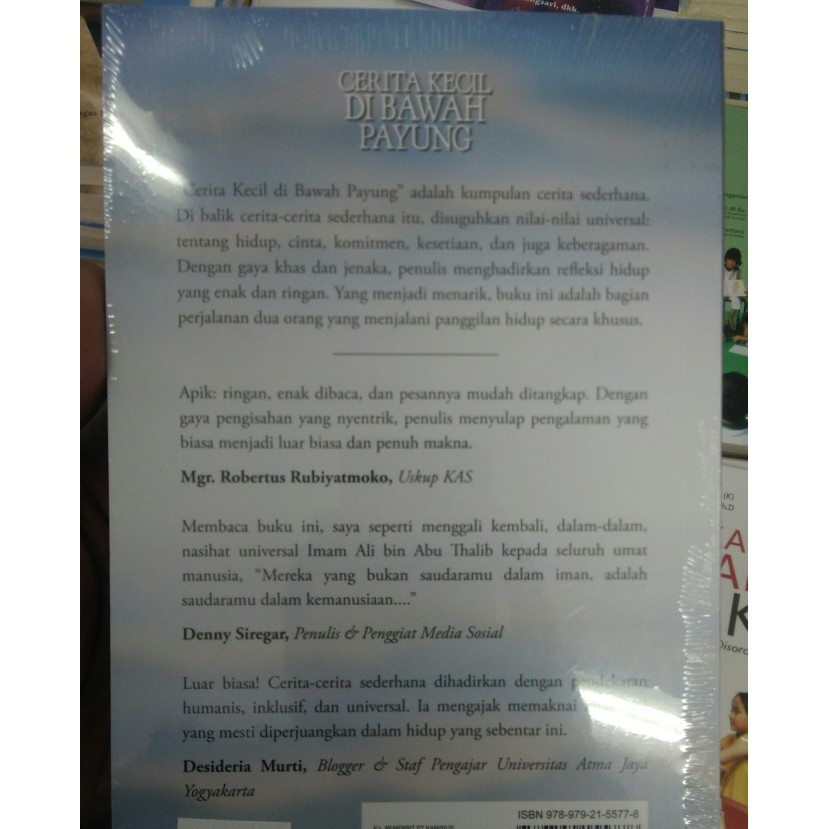 ngsari, dkk.
CERITA KECIL
DI BAWAH
PAYUNG
"Cerita Kecil di Bawah Payung" adalah kumpulan cerita sederhana.
Di balik cerita-cerita sederhana itu, disuguhkan nilai-nilai universal:
tentang hidup, cinta, komitmen, kesetiaan, dan juga keberagaman.
Dengan gaya khas dan jenaka, penulis menghadirkan refleksi hidup
yang enak dan ringan. Yang menjadi menarik, buku ini adalah bagian
perjalanan dua orang yang menjalani panggilan hidup secara khusus.
Apik: ringan, enak dibaca, dan pesannya mudah ditangkap. Dengan
gaya pengisahan yang nyentrik, penulis menyulap pengalaman yang
biasa menjadi luar biasa dan penuh makna.
Mgr. Robertus Rubiyatmoko, Uskup KAS
Membaca buku ini, saya seperti menggali kembali, dalam-dalam,
nasihat universal Imam Ali bin Abu Thalib kepada seluruh umat
manusia, “Mereka yang bukan saudaramu dalam iman, adalah
saudaramu dalam kemanusiaan....”
Denny Siregar, Penulis & Penggiat Media Sosial
Luar biasa! Cerita-cerita sederhana dihadirkan dengan pendekatan
humanis, inklusif, dan universal. Ia mengajak memaknai
yang mesti diperjuangkan dalam hidup yang sebentar ini.
Desideria Murti, Blogger & Staf Pengajar Universitas Atma Jaya
Yogyakarta
ISBN 978-979-21-5577-8
(K)
h.D
A
K
Disord